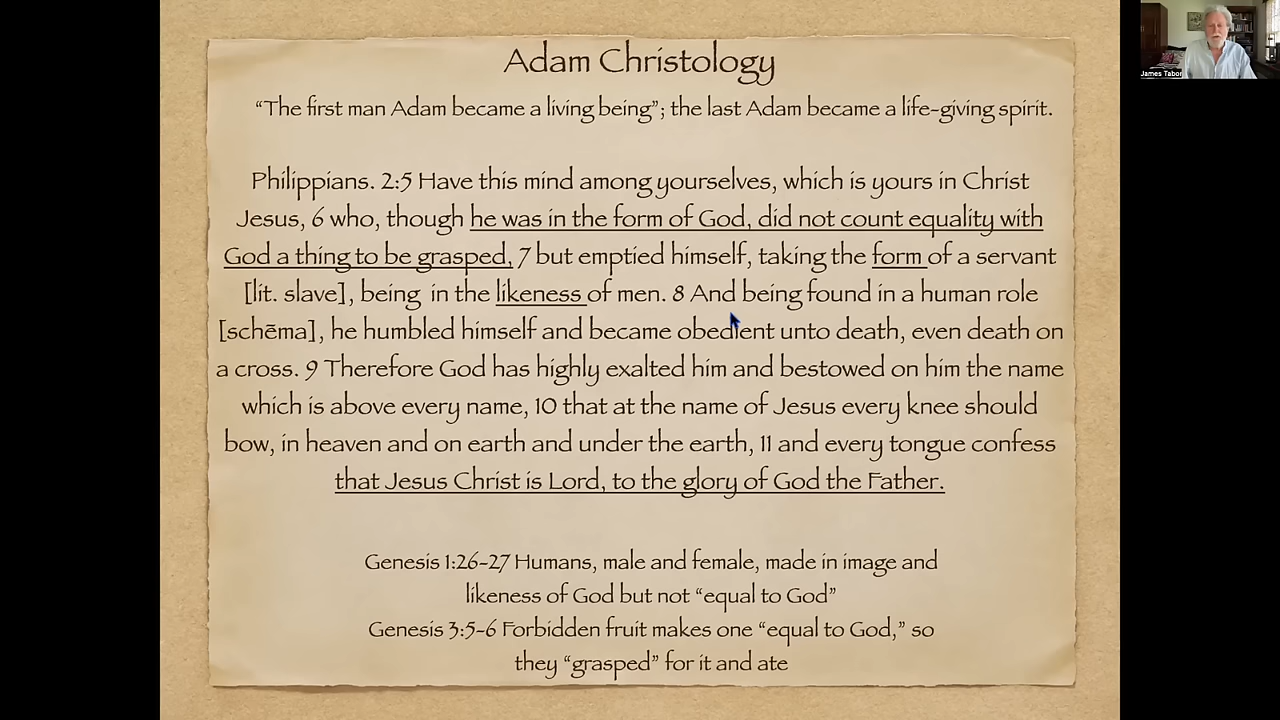 Adam Christology
“The first man Adam became a living being”; the last Adam became a life-giving spirit.
Philippians. 2:5 Have this mind among yourselves, which is yours in Christ
Jesus, 6 who, though he was in the form of God, did not count equality with
God a thing to be grasped, 7 but emptied himself, taking the form of a servant
[lit. slave], being in the likeness of men. 8 And being found in a human role
[schēma], he humbled himself and became obedient unto death, even death on
a cross. 9 Therefore God has highly exalted him and bestowed on him the name
which is above every name, 10 that at the name of Jesus every knee should
bow, in heaven and on earth and under the earth, 11 and every tongue confess
that Jesus Christ is Lord, to the glory of God the Father.
Genesis 1:26-27 Humans, male and female, made in image and
likeness of God but not “equal to God”
Genesis 3:5-6 Forbidden fruit makes one “equal to God,” so
they “grasped” for it and ate
James Tabor